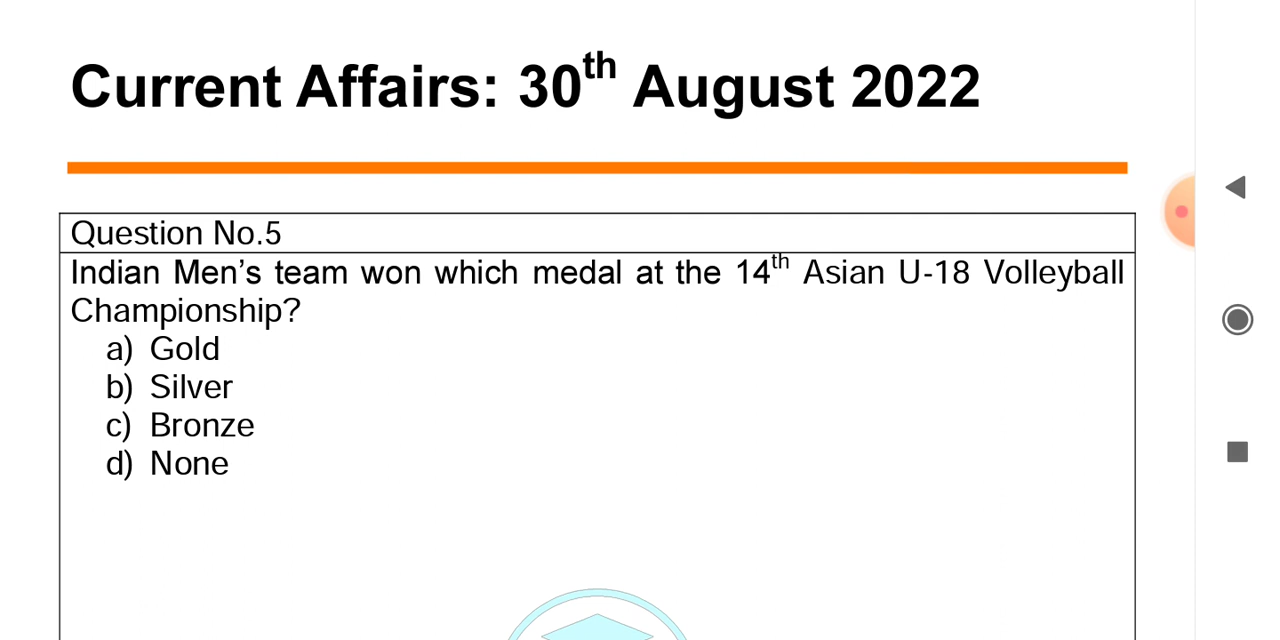 Current Affairs: 30th August 2022
Question No.5
Indian Men’s team won which medal at the 14th Asian U-18 Volleyball
Championship?
a) Gold
b) Silver
c) Bronze
d) None